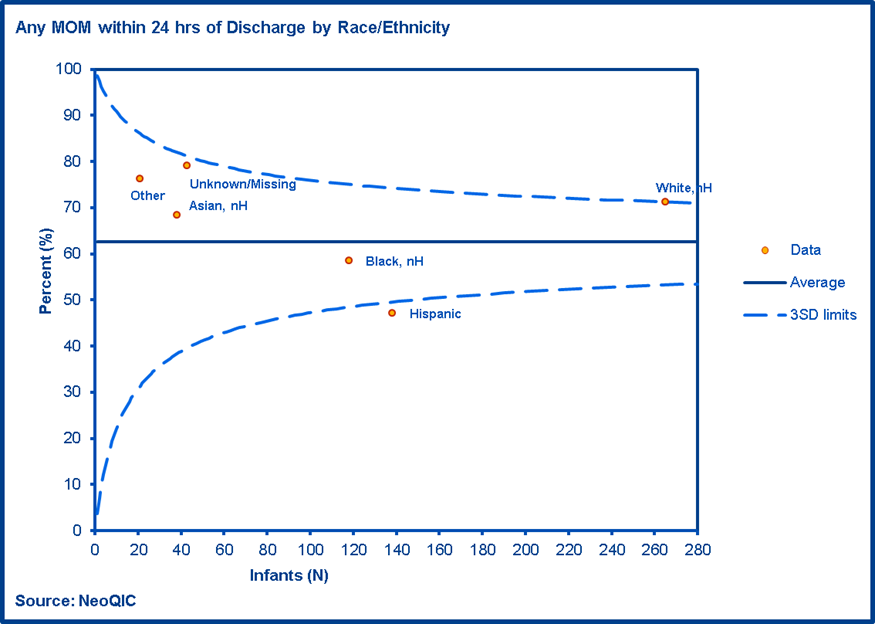 Any MOM within 24 hrs of Discharge by Race/Ethnicity
100
90
80
70
60
50
40
30
20
10
0
Percent (%)
Other
Unknown/Missing
Asian, nH
White, nH
Black, nH
Hispanic
Data
Average
3SD limits
0 20 40 60 80 100 120 140 160 180 200 220 240 260 280
Infants (N)
Source: NeoQIC